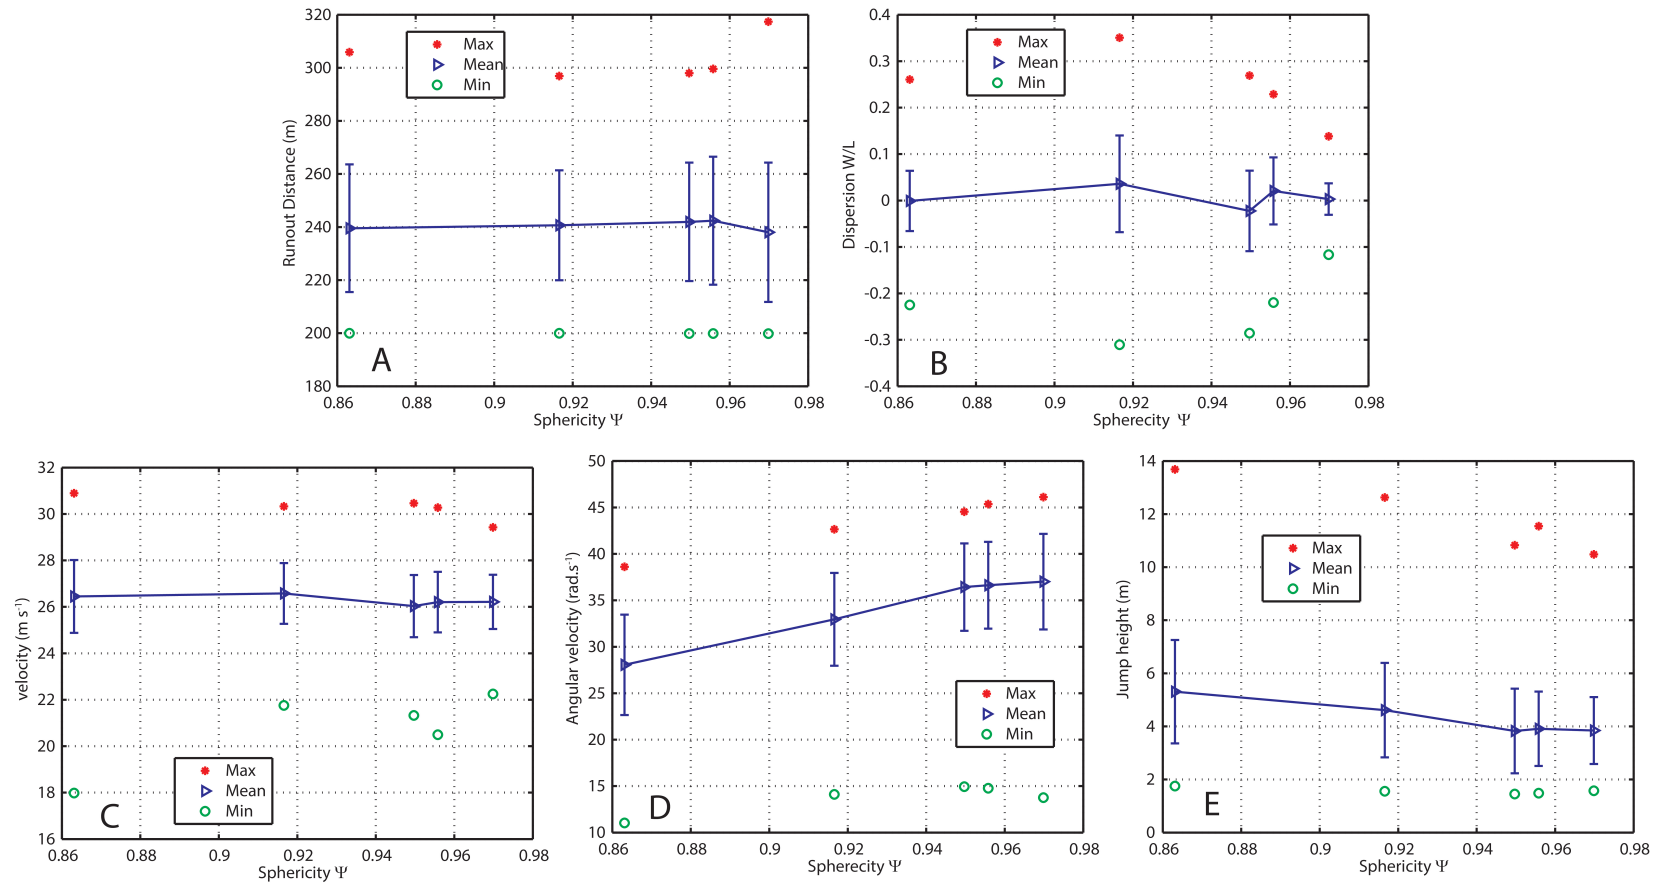 320
300
280
260
240
220
200
180
Runout Distance (m)
Max
Mean
Min
A
0.86
0.88
0.9
0.92
0.94
0.96
0.98
Sphericity Ψ
0.4
0.3
0.2
0.1
0
-0.1
-0.2
-0.3
-0.4
Dispersion W/L
Max
Mean
Min
B
0.86
0.88
0.9
0.92
0.94
0.96
0.98
Spherecity Ψ
32
30
28
26
24
22
20
18
16
velocity (m s⁻¹)
Max
Mean
Min
C
0.86
0.88
0.9
0.92
0.94
0.96
0.98
Sphericity Ψ
50
45
40
35
30
25
20
15
10
Angular velocity (rad.s⁻¹)
Max
Mean
Min
D
0.86
0.88
0.9
0.92
0.94
0.96
0.98
Sphericity Ψ
14
12
10
8
6
4
2
0
Jump height (m)
Max
Mean
Min
E
0.86
0.88
0.9
0.92
0.94
0.96
0.98
Sphericity Ψ